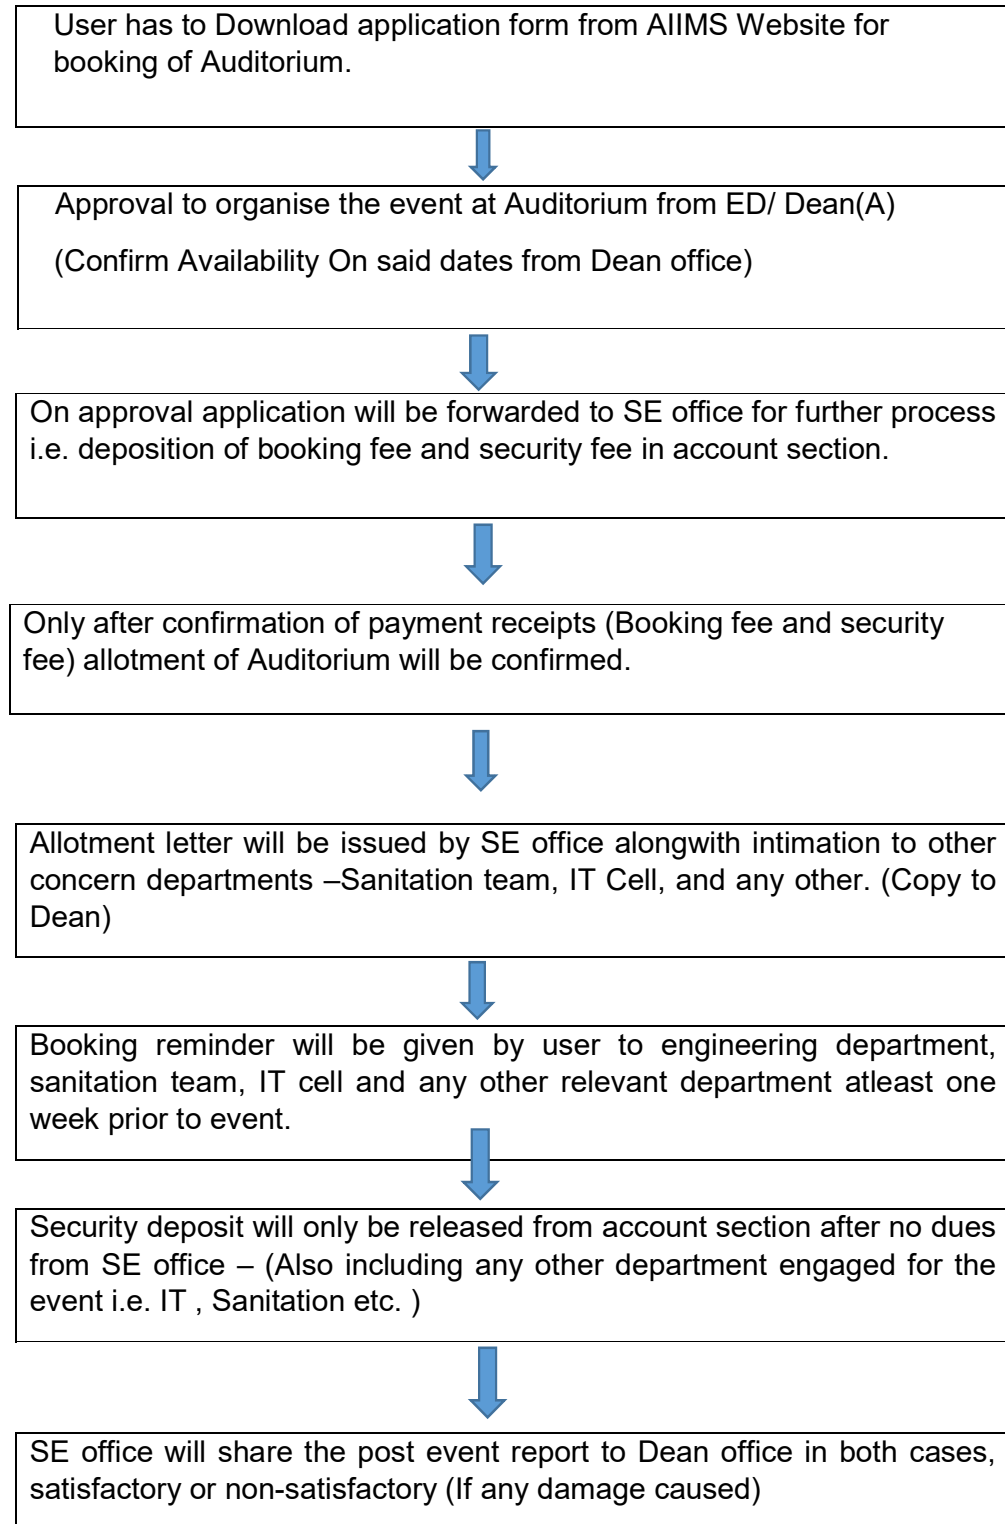 User has to Download application form from AIIMS Website for
booking of Auditorium.
Approval to organise the event at Auditorium from ED/ Dean(A)
(Confirm Availability On said dates from Dean office)
On approval application will be forwarded to SE office for further process
i.e. deposition of booking fee and security fee in account section.
Only after confirmation of payment receipts (Booking fee and security
fee) allotment of Auditorium will be confirmed.
Allotment letter will be issued by SE office alongwith intimation to other
concern departments –Sanitation team, IT Cell, and any other. (Copy to
Dean)
Booking reminder will be given by user to engineering department,
sanitation team, IT cell and any other relevant department atleast one
week prior to event.
Security deposit will only be released from account section after no dues
from SE office – (Also including any other department engaged for the
event i.e. IT , Sanitation etc. )
SE office will share the post event report to Dean office in both cases,
satisfactory or non-satisfactory (If any damage caused)